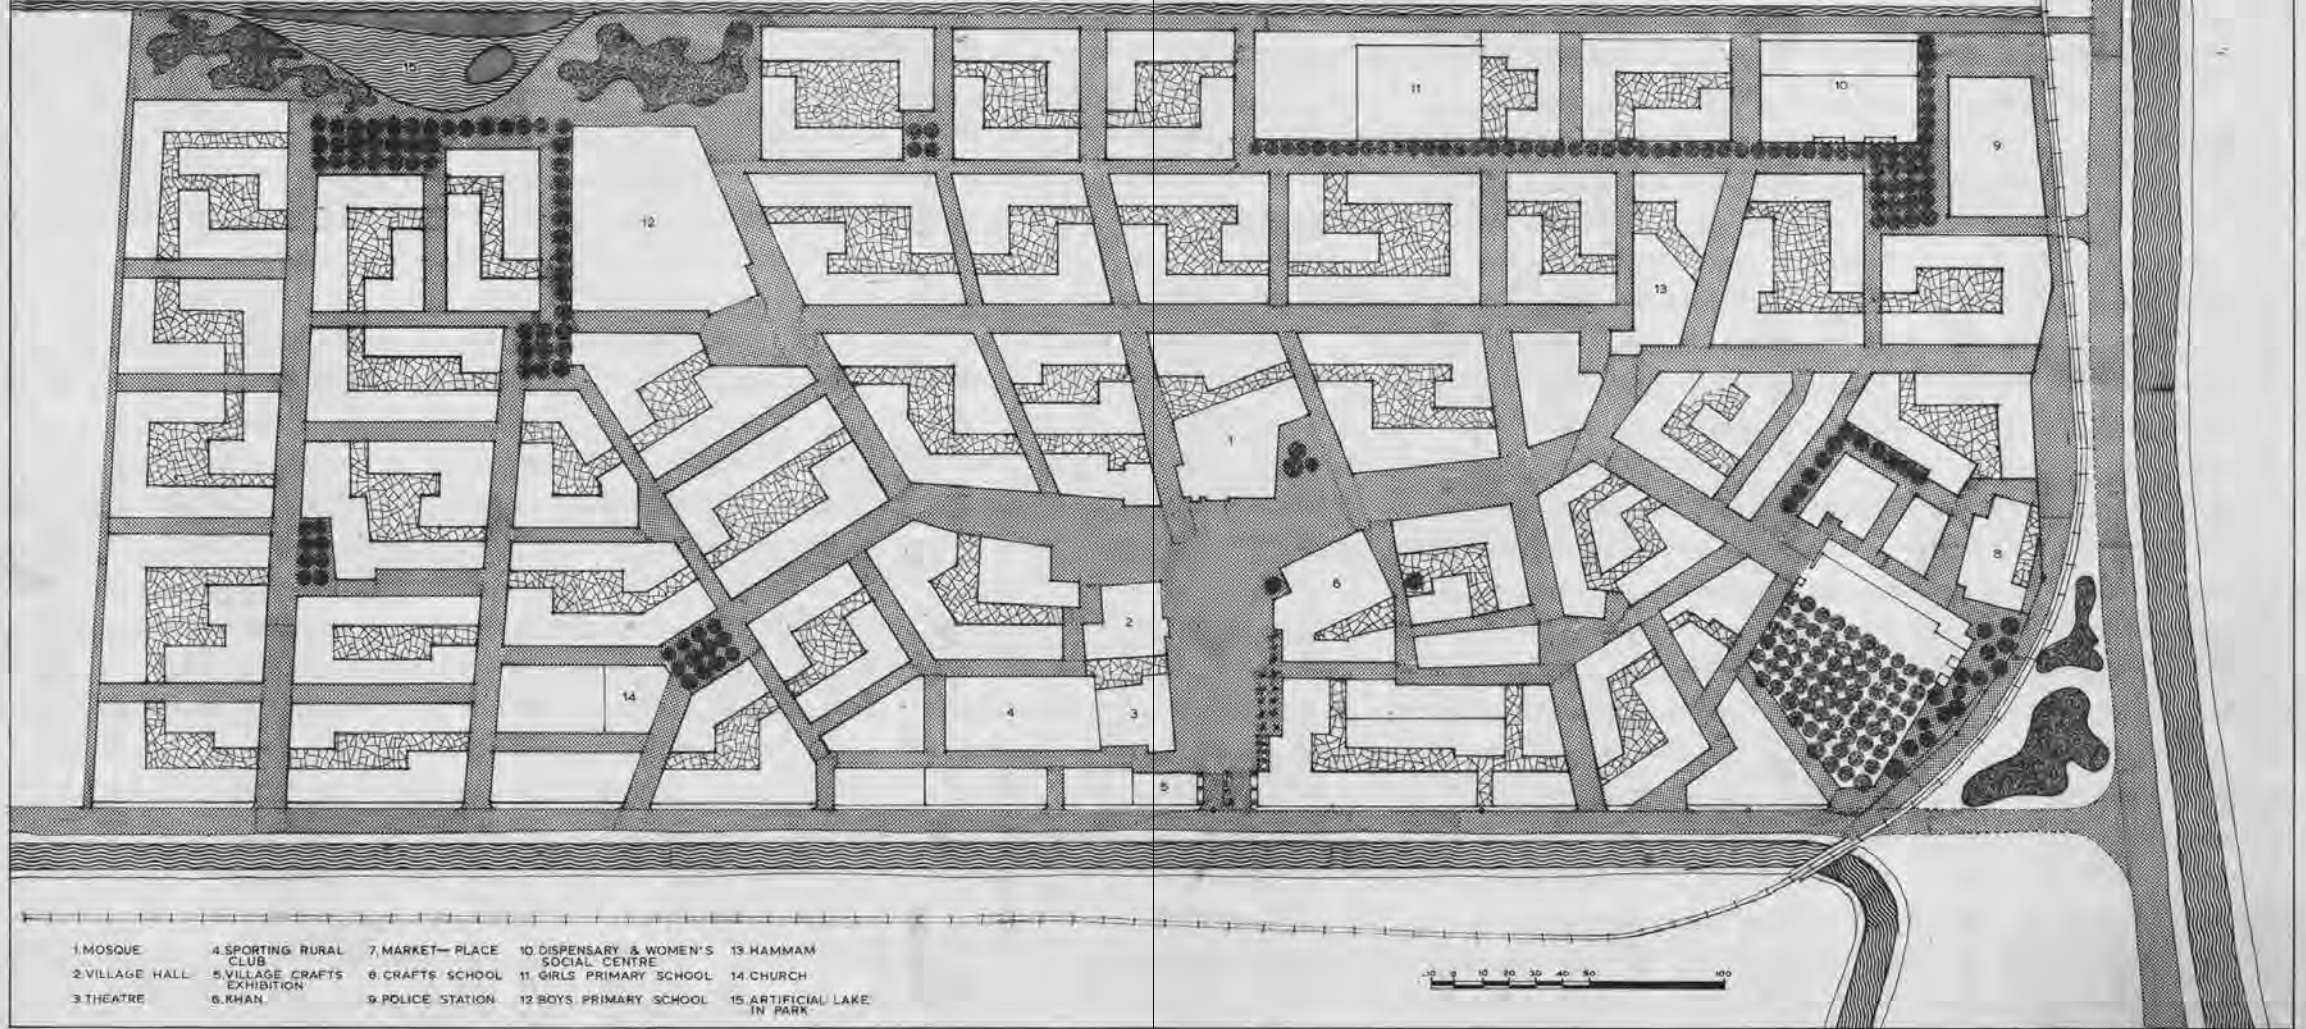 15
11
10
9
12
13
1
6
8
2
14
4
3
5
1. MOSQUE
2. VILLAGE HALL
3. THEATRE
4. SPORTING RURAL
CLUB
5. VILLAGE CRAFTS
EXHIBITION
6. KHAN
7. MARKET—PLACE
8. CRAFTS SCHOOL
9. POLICE STATION
10. DISPENSARY & WOMEN'S
SOCIAL CENTRE
11. GIRLS PRIMARY SCHOOL
12. BOYS PRIMARY SCHOOL
13. HAMMAM
14. CHURCH
15. ARTIFICIAL LAKE
IN PARK
10 0 10 20 30 40 50 100